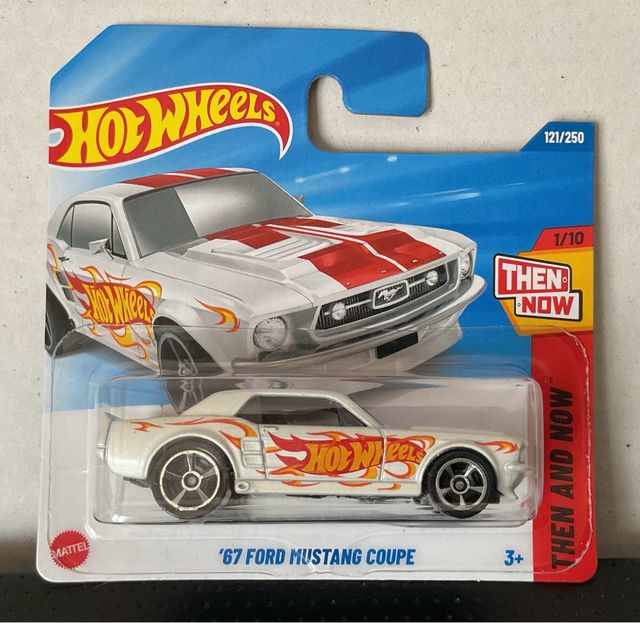 HOT WHEELS
121/250
1/10
THEN
NOW
HOT WHEELS
HOT WHEELS
THEN AND NOW™
MATTEL
'67 FORD MUSTANG COUPE
3+